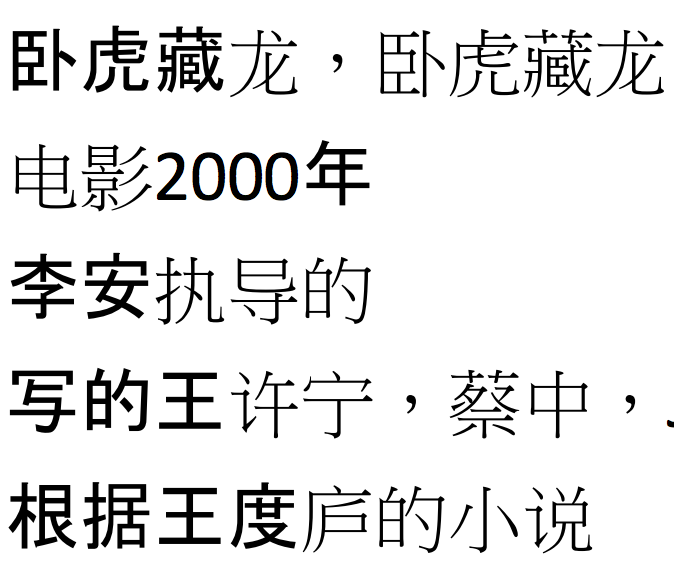 卧虎藏龙，卧虎藏龙
电影2000年
李安执导的
写的王许宁，蔡中，
根据王度庐的小说